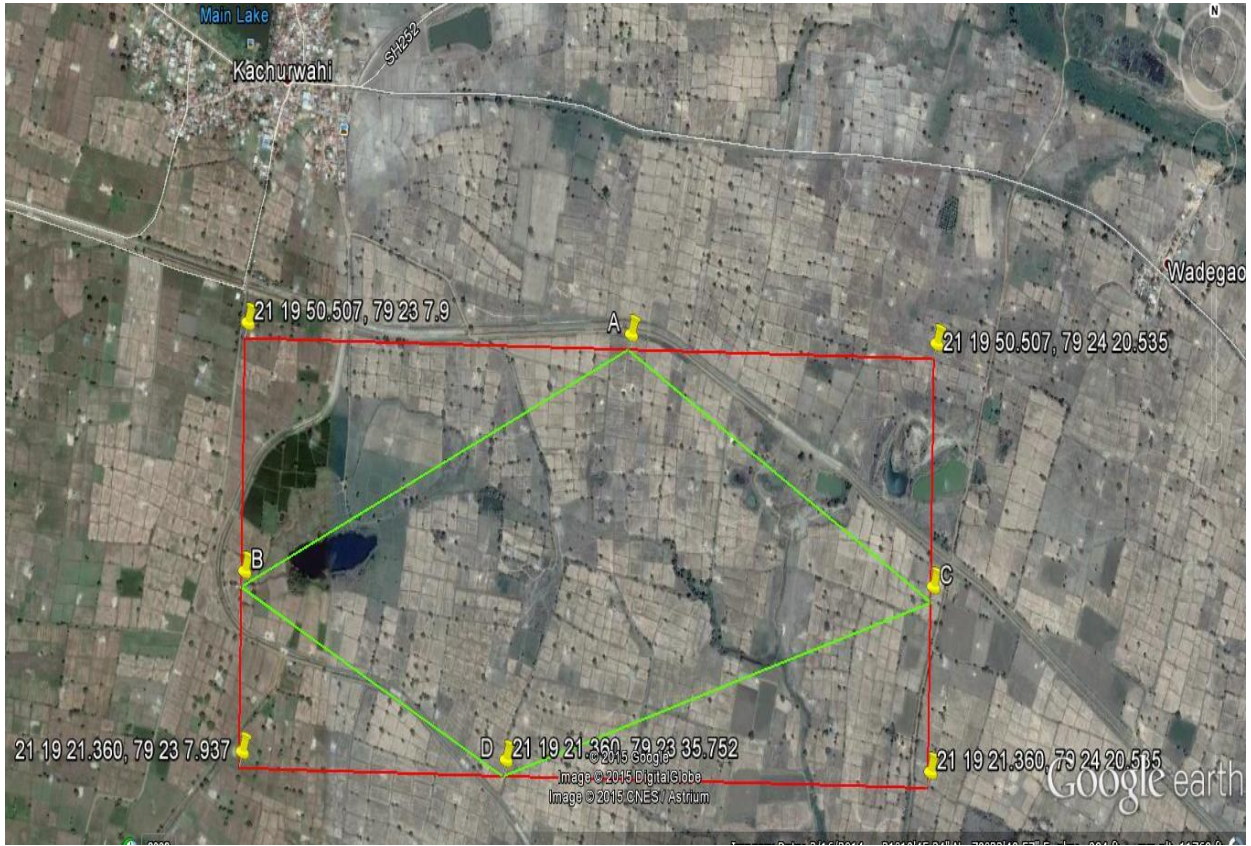 Main Lake
SH252
Kachurwahi
N
Wadegao
21 19 50.507, 79 23 7.9
A
21 19 50.507, 79 24 20.535
B
C
21 19 21.360, 79 23 7.937
D
21 19 21.360, 79 23 35.752
21 19 21.360, 79 24 20.535
© 2015 Google
Image © 2015 DigitalGlobe
Image © 2015 CNES / Astrium
Google earth